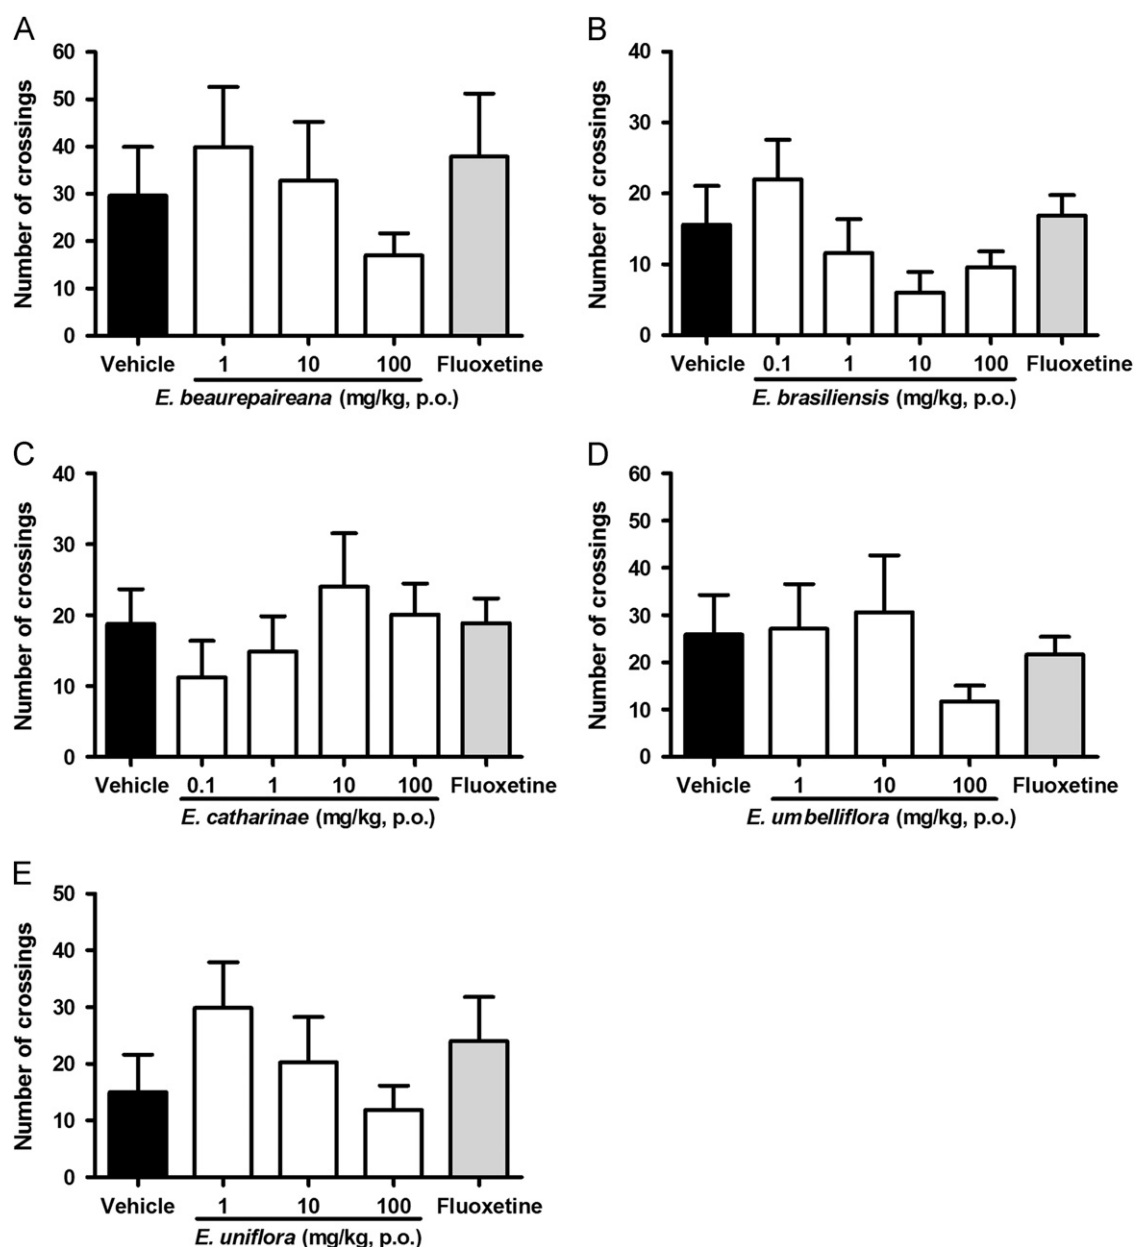 A
Number of crossings
60
50
40
30
20
10
0
Vehicle 1 10 100 Fluoxetine
E. beaurepaireana (mg/kg, p.o.)
B
Number of crossings
40
30
20
10
0
Vehicle 0.1 1 10 100 Fluoxetine
E. brasiliensis (mg/kg, p.o.)
C
Number of crossings
40
30
20
10
0
Vehicle 0.1 1 10 100 Fluoxetine
E. catharinae (mg/kg, p.o.)
D
Number of crossings
60
50
40
30
20
10
0
Vehicle 1 10 100 Fluoxetine
E. umbelliflora (mg/kg, p.o.)
E
Number of crossings
50
40
30
20
10
0
Vehicle 1 10 100 Fluoxetine
E. uniflora (mg/kg, p.o.)